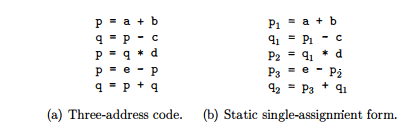 p = a + b
q = p - c
p = q * d
p = e - p
q = p + q
(a) Three-address code.
p₁ = a + b
q₁ = p₁ - c
p₂ = q₁ * d
p₃ = e - p₂
q₂ = p₃ + q₁
(b) Static single-assignment form.